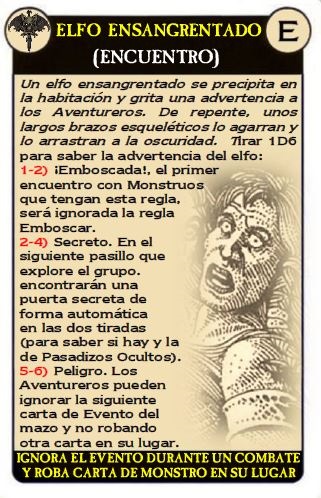 ELFO ENSANGRENTADO
(ENCUENTRO)
E
Un elfo ensangrentado se precipita en
la habitación y grita una advertencia a
los Aventureros. De repente, unos
largos brazos esqueléticos lo agarran y
lo arrastran a la oscuridad. Tirar 1D6
para saber la advertencia del elfo:
1-2) ¡Emboscada!, el primer
encuentro con Monstruos
que tengan esta regla,
será ignorada la regla
Emboscar.
2-4) Secreto. En el
siguiente pasillo que
explore el grupo.
encontrarán una
puerta secreta de
forma automática
en las dos tiradas
(para saber si hay y la
de Pasadizos Ocultos).
5-6) Peligro. Los
Aventureros pueden
ignorar la siguiente
carta de Evento del
mazo y no robando
otra carta en su lugar.
IGNORA EL EVENTO DURANTE UN COMBATE
Y ROBA CARTA DE MONSTRO EN SU LUGAR